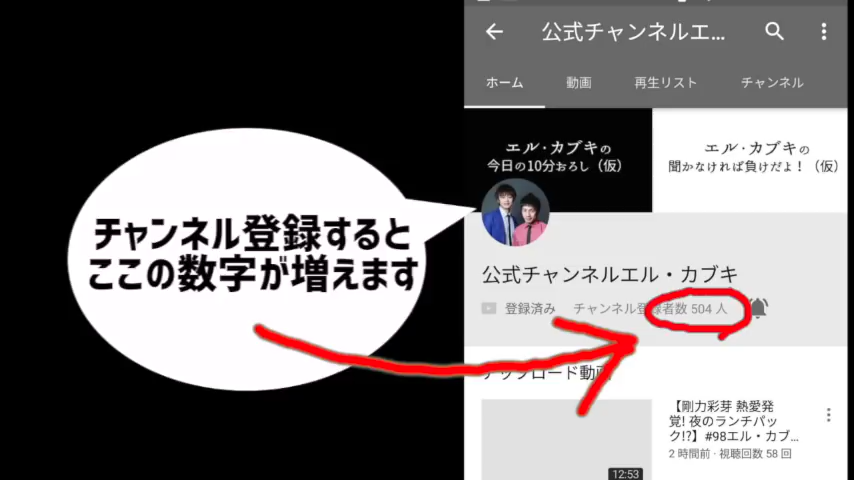 公式チャンネルエ...
ホーム 動画 再生リスト チャンネル
エル・カブキの
今日の10分おろし（仮）
エル・カブキの
聞かなければ負けだよ！（仮）
チャンネル登録すると
ここの数字が増えます
公式チャンネルエル・カブキ
登録済み チャンネル登録者数 504 人
アップロード動画
【剛力彩芽 熱愛発
覚! 夜のランチパッ
ク!?】#98エル・カブ...
2 時間前 · 視聴回数 58 回
12:53